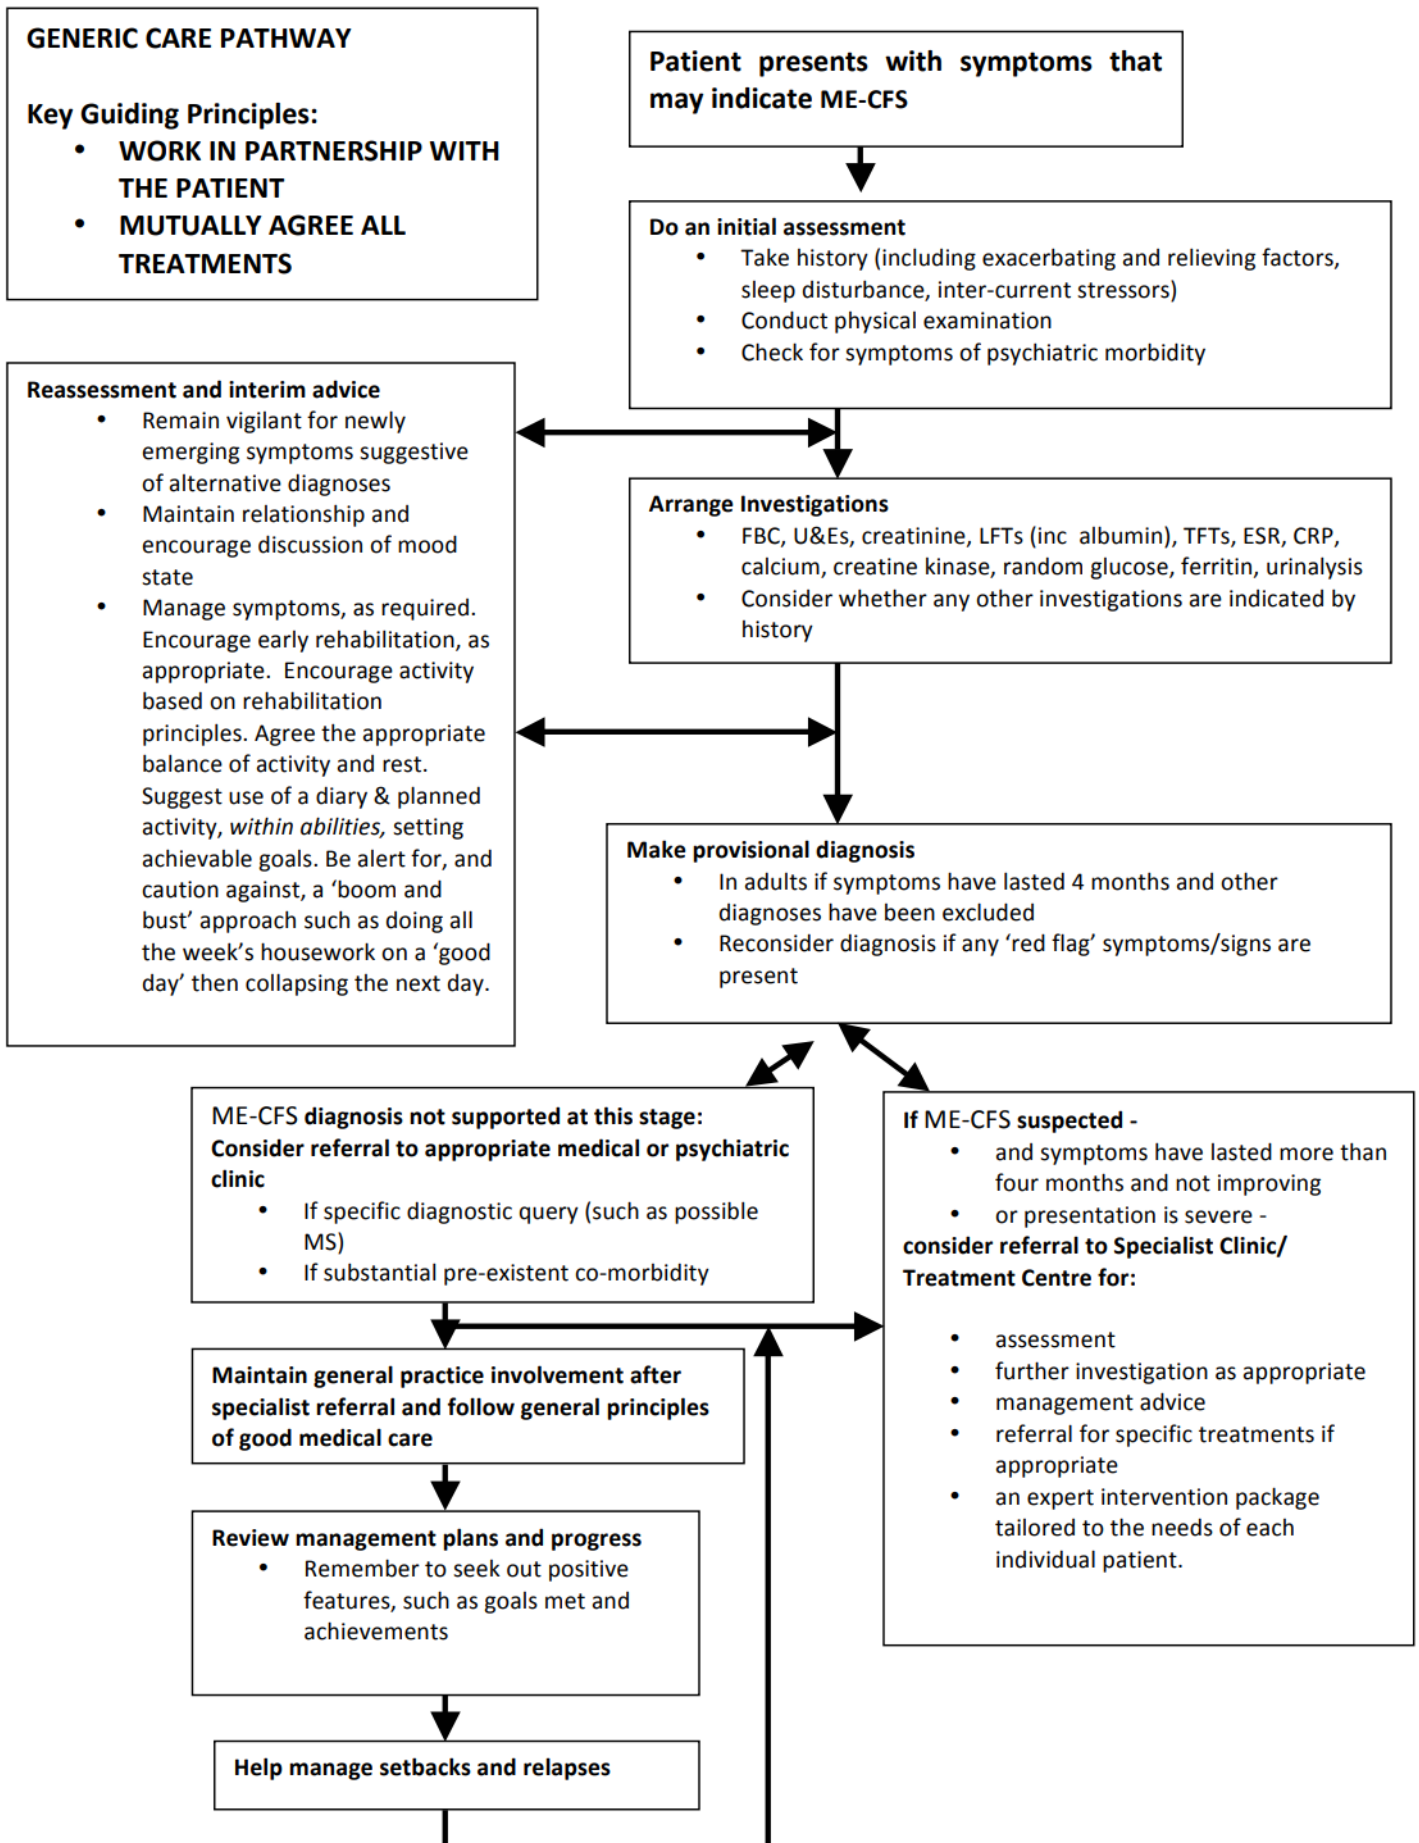 GENERIC CARE PATHWAY
Key Guiding Principles:
• WORK IN PARTNERSHIP WITH
THE PATIENT
• MUTUALLY AGREE ALL
TREATMENTS
Patient presents with symptoms that
may indicate ME-CFS
Do an initial assessment
• Take history (including exacerbating and relieving factors,
sleep disturbance, inter-current stressors)
• Conduct physical examination
• Check for symptoms of psychiatric morbidity
Reassessment and interim advice
• Remain vigilant for newly
emerging symptoms suggestive
of alternative diagnoses
• Maintain relationship and
encourage discussion of mood
state
• Manage symptoms, as required.
Encourage early rehabilitation, as
appropriate.  Encourage activity
based on rehabilitation
principles. Agree the appropriate
balance of activity and rest.
Suggest use of a diary & planned
activity, within abilities, setting
achievable goals. Be alert for, and
caution against, a ‘boom and
bust’ approach such as doing all
the week’s housework on a ‘good
day’ then collapsing the next day.
Arrange Investigations
• FBC, U&Es, creatinine, LFTs (inc  albumin), TFTs, ESR, CRP,
calcium, creatine kinase, random glucose, ferritin, urinalysis
• Consider whether any other investigations are indicated by
history
Make provisional diagnosis
• In adults if symptoms have lasted 4 months and other
diagnoses have been excluded
• Reconsider diagnosis if any ‘red flag’ symptoms/signs are
present
ME-CFS diagnosis not supported at this stage:
Consider referral to appropriate medical or psychiatric
clinic
• If specific diagnostic query (such as possible
MS)
• If substantial pre-existent co-morbidity
If ME-CFS suspected -
• and symptoms have lasted more than
four months and not improving
• or presentation is severe -
consider referral to Specialist Clinic/
Treatment Centre for:
• assessment
• further investigation as appropriate
• management advice
• referral for specific treatments if
appropriate
• an expert intervention package
tailored to the needs of each
individual patient.
Maintain general practice involvement after
specialist referral and follow general principles
of good medical care
Review management plans and progress
• Remember to seek out positive
features, such as goals met and
achievements
Help manage setbacks and relapses